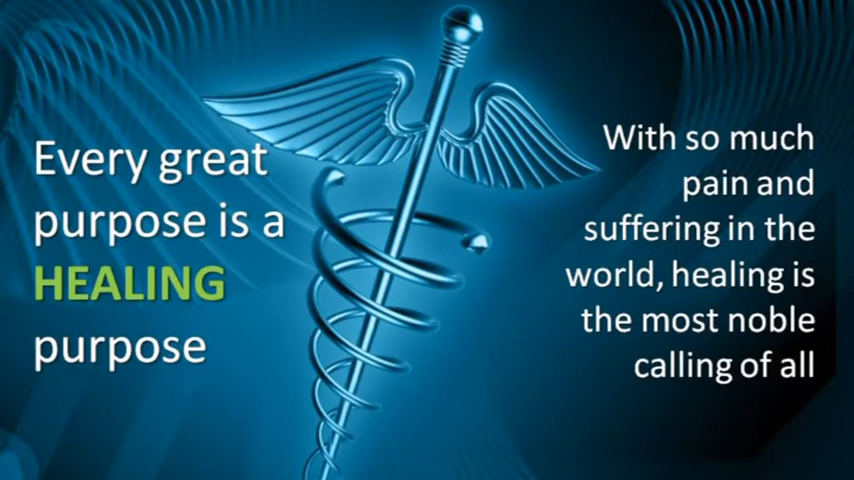 Every great
purpose is a
HEALING
purpose
With so much
pain and
suffering in the
world, healing is
the most noble
calling of all